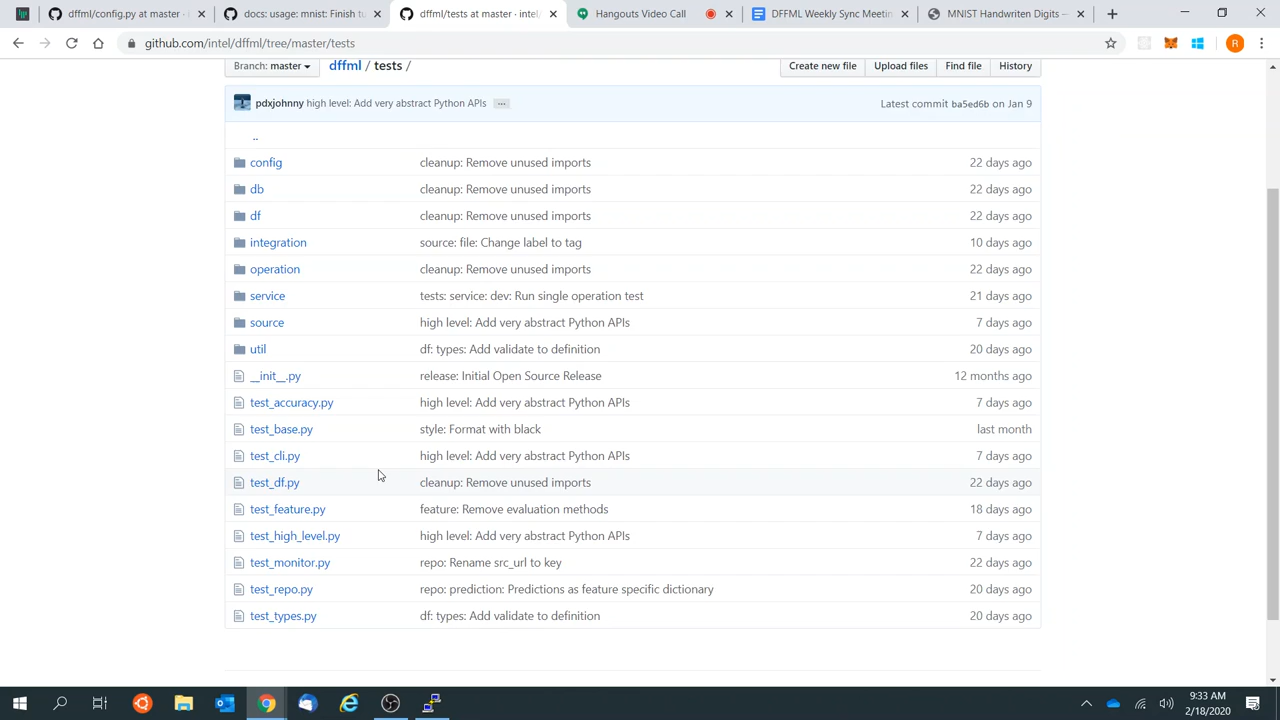 dffml/config.py at master ·
docs: usage: mnist: Finish tu
dffml/tests at master · intel/
Hangouts Video Call
DFFML Weekly Sync Meetin
MNIST Handwriten Digits —
github.com/intel/dffml/tree/master/tests
R
Branch: master
dffml / tests /
Create new file
Upload files
Find file
History
pdxjohnny high level: Add very abstract Python APIs ...
Latest commit ba5ed6b on Jan 9
..
config cleanup: Remove unused imports 22 days ago
db cleanup: Remove unused imports 22 days ago
df cleanup: Remove unused imports 22 days ago
integration source: file: Change label to tag 10 days ago
operation cleanup: Remove unused imports 22 days ago
service tests: service: dev: Run single operation test 21 days ago
source high level: Add very abstract Python APIs 7 days ago
util df: types: Add validate to definition 20 days ago
__init__.py release: Initial Open Source Release 12 months ago
test_accuracy.py high level: Add very abstract Python APIs 7 days ago
test_base.py style: Format with black last month
test_cli.py high level: Add very abstract Python APIs 7 days ago
test_df.py cleanup: Remove unused imports 22 days ago
test_feature.py feature: Remove evaluation methods 18 days ago
test_high_level.py high level: Add very abstract Python APIs 7 days ago
test_monitor.py repo: Rename src_url to key 22 days ago
test_repo.py repo: prediction: Predictions as feature specific dictionary 20 days ago
test_types.py df: types: Add validate to definition 20 days ago
9:33 AM
2/18/2020